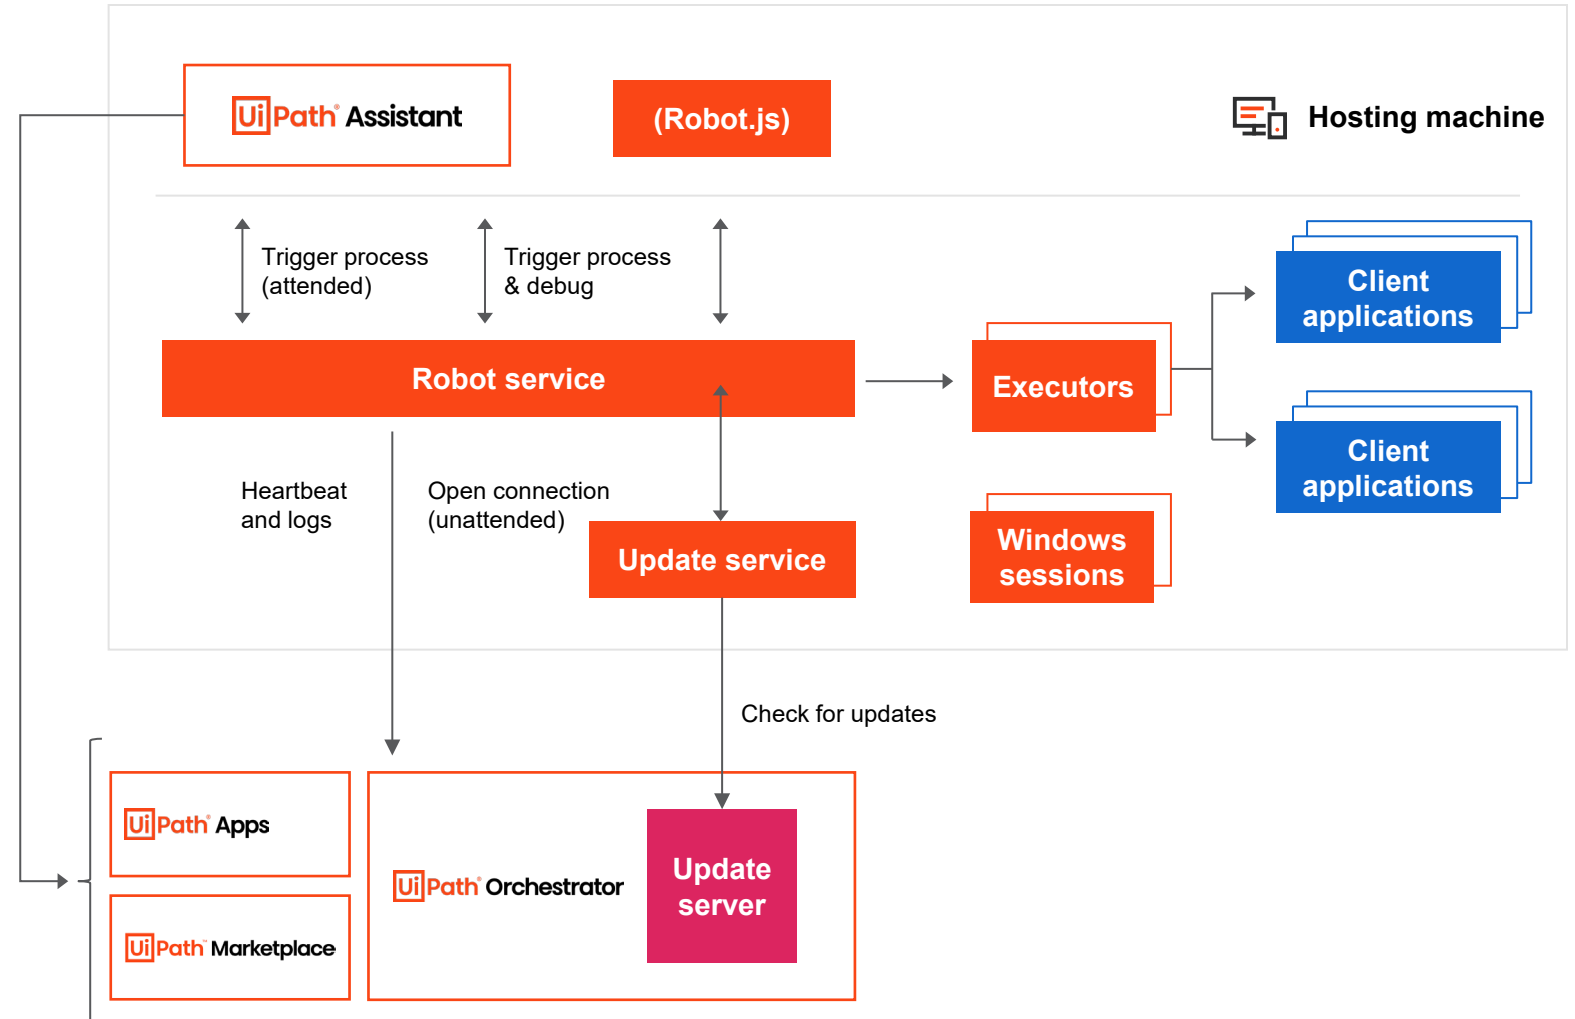 UiPath Assistant
(Robot.js)
Hosting machine
Trigger process
(attended)
Trigger process
& debug
Client
applications
Robot service
Executors
Client
applications
Heartbeat
and logs
Open connection
(unattended)
Update service
Windows
sessions
Check for updates
UiPath Apps
UiPath Orchestrator
Update
server
UiPath Marketplace